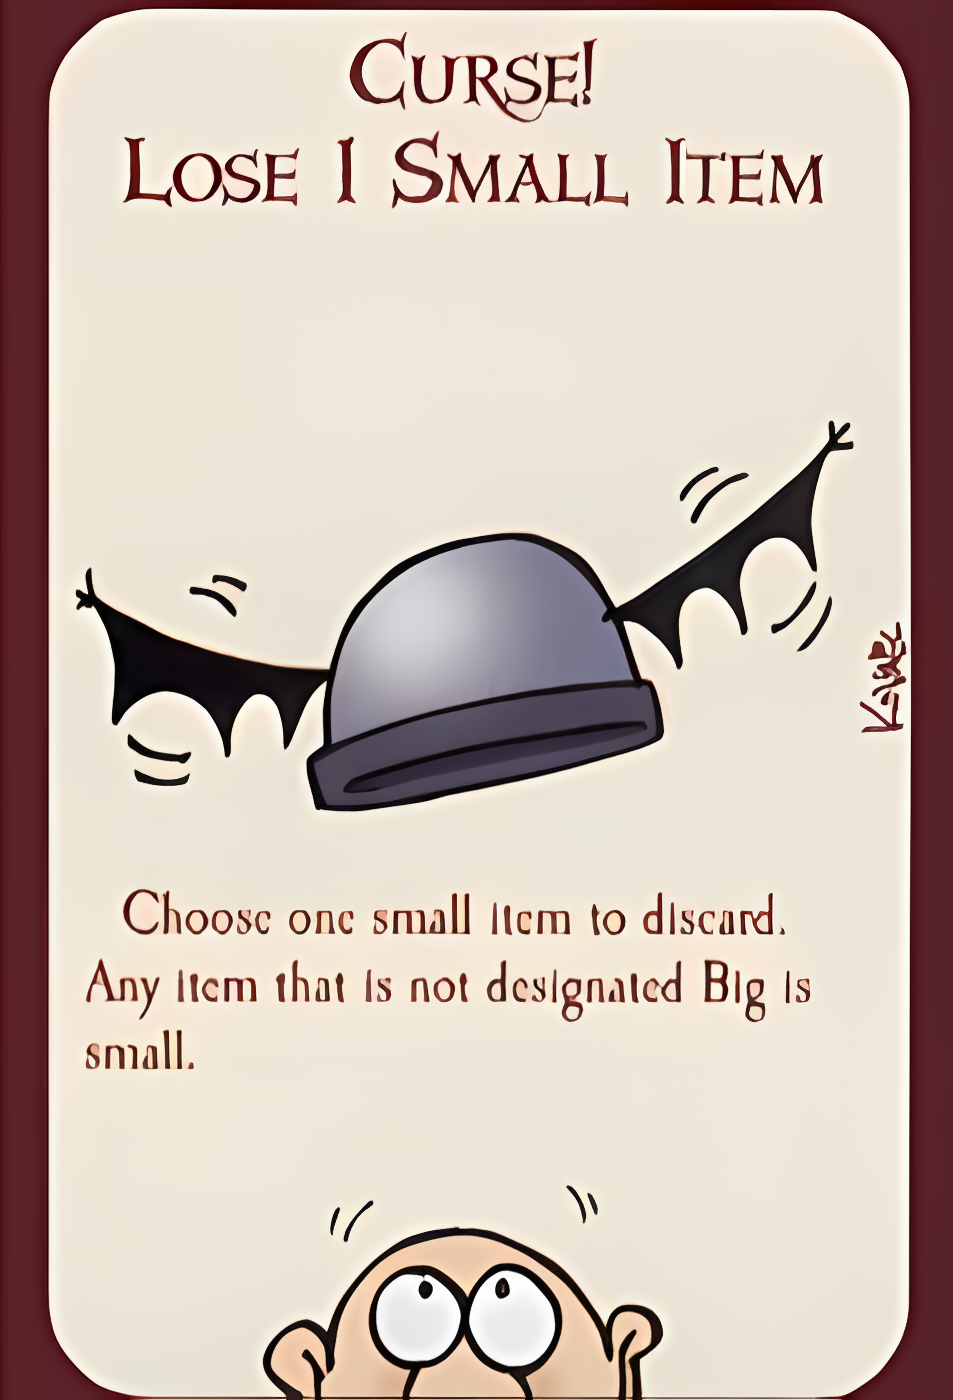 Curse!
Lose 1 Small Item
Choose one small item to discard.
Any item that is not designated Big is
small.